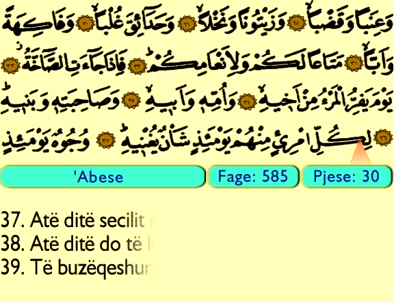 وَعِنَبًا وَقَضْبًا ۝ وَزَيْتُونًا وَنَخْلًا ۝ وَحَدَائِقَ غُلْبًا ۝ وَفَاكِهَةً
وَاَبًّا ۝ مَتَاعًا لَكُمْ وَلِاَنْعَامِكُمْ ۝ فَاِذَا جَاءَتِ الصَّاخَّةُ ۝
يَوْمَ يَفِرُّ الْمَرْءُ مِنْ اَخِيهِ ۝ وَاُمِّهِ وَاَبِيهِ ۝ وَصَاحِبَتِهِ وَبَنِيهِ
۝ لِكُلِّ امْرِئٍ مِنْهُمْ يَوْمَئِذٍ شَأْنٌ يُغْنِيهِ ۝ وُجُوهٌ يَوْمَئِذٍ
'Abese Fage: 585 Pjese: 30
37. Atë ditë secilit
38. Atë ditë do të
39. Të buzëqeshur